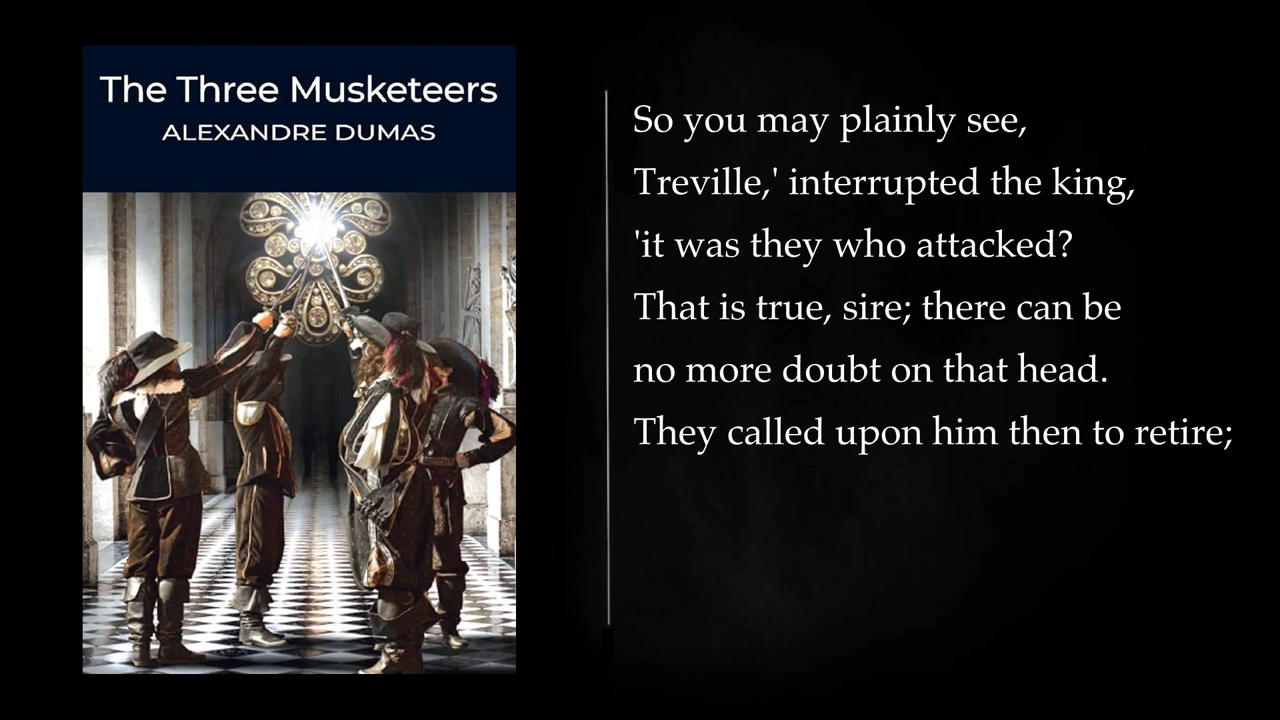 The Three Musketeers
ALEXANDRE DUMAS
So you may plainly see,
Treville,' interrupted the king,
'it was they who attacked?
That is true, sire; there can be
no more doubt on that head.
They called upon him then to retire;